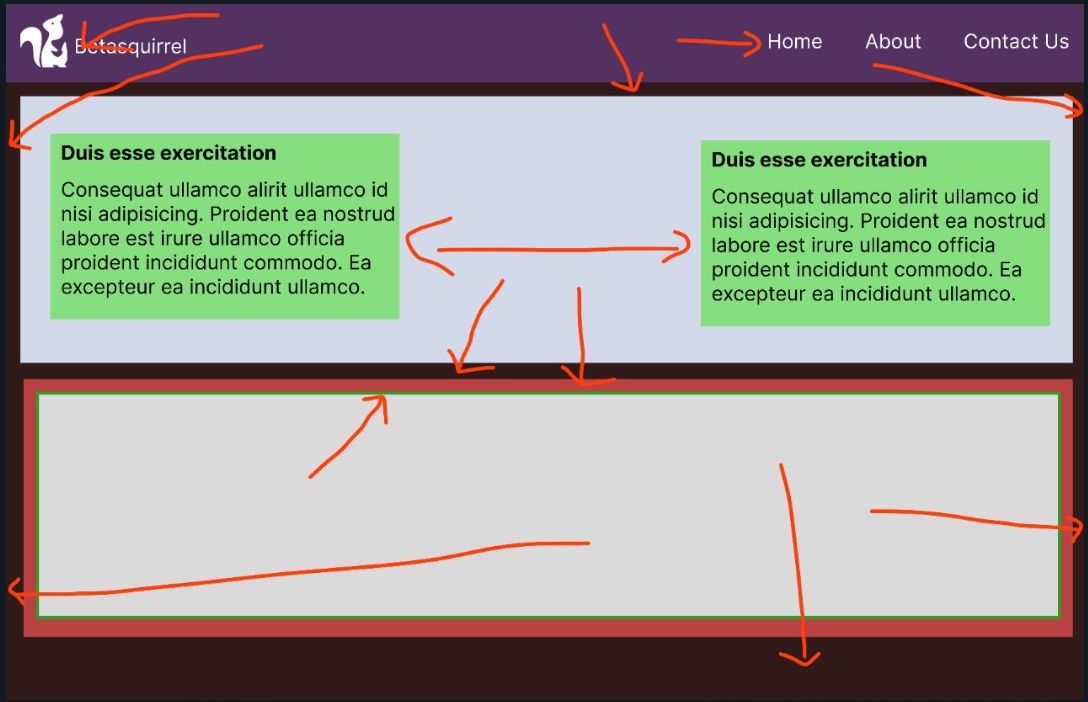 Betasquirrel
Home About Contact Us
Duis esse exercitation
Consequat ullamco alirit ullamco id
nisi adipisicing. Proident ea nostrud
labore est irure ullamco officia
proident incididunt commodo. Ea
excepteur ea incididunt ullamco.
Duis esse exercitation
Consequat ullamco alirit ullamco id
nisi adipisicing. Proident ea nostrud
labore est irure ullamco officia
proident incididunt commodo. Ea
excepteur ea incididunt ullamco.